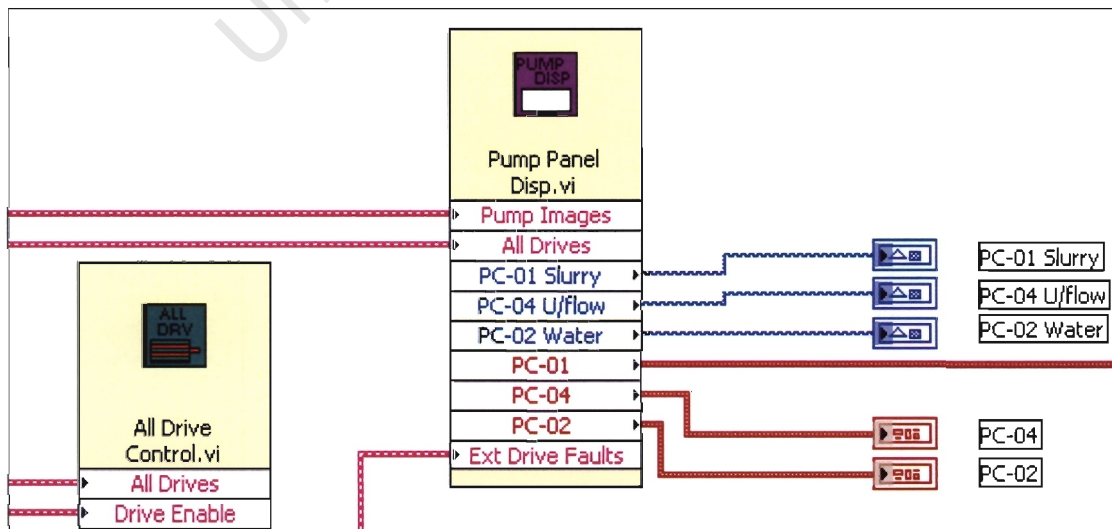 PUMP
DISP
Pump Panel
Disp.vi
Pump Images
All Drives
PC-01 Slurry
PC-04 U/flow
PC-02 Water
PC-01
PC-04
PC-02
Ext Drive Faults
PC-01 Slurry
PC-04 U/flow
PC-02 Water
PC-04
PC-02
ALL
DRV
All Drive
Control.vi
All Drives
Drive Enable